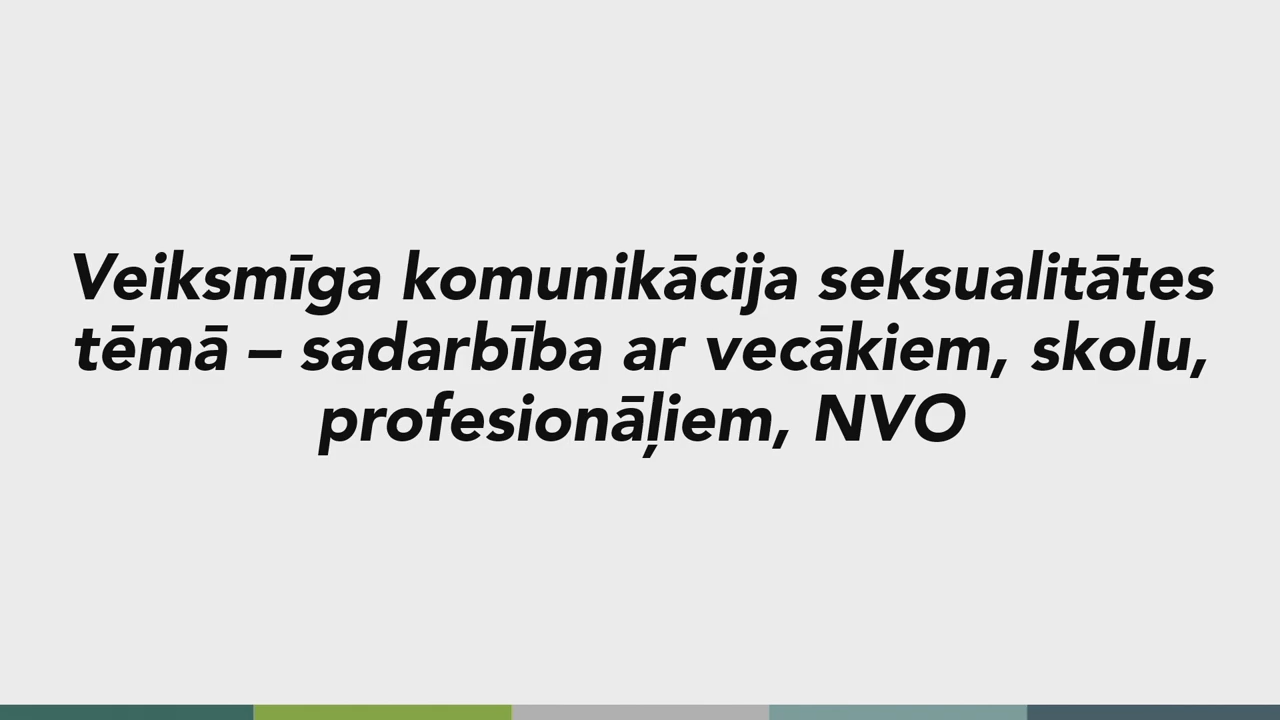 Veiksmīga komunikācija seksualitātes
tēmā – sadarbība ar vecākiem, skolu,
profesionāļiem, NVO